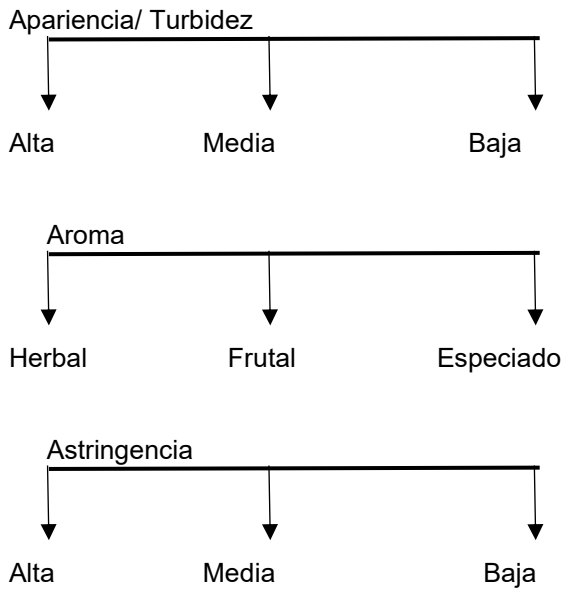 Apariencia/ Turbidez
Alta Media Baja
Aroma
Herbal Frutal Especiado
Astringencia
Alta Media Baja